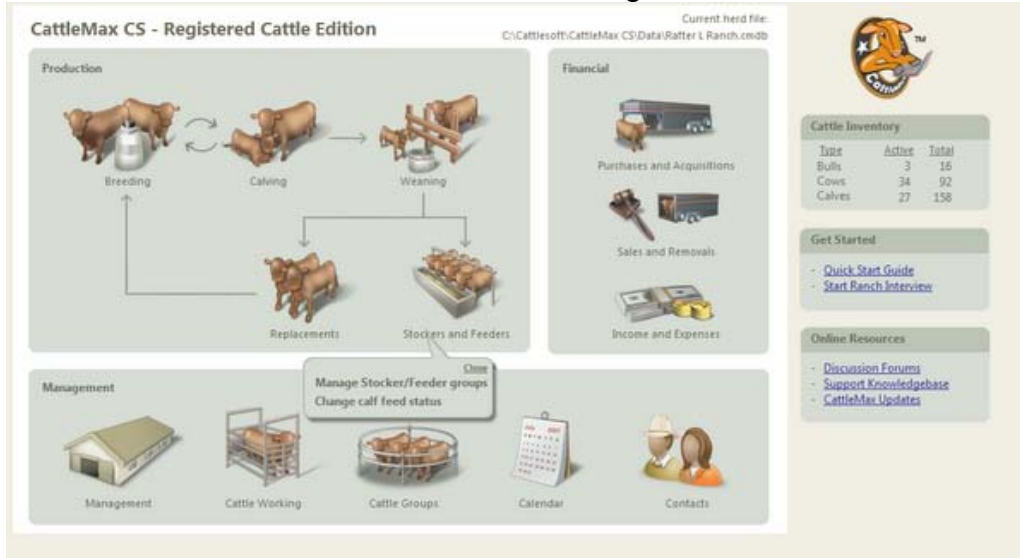 CattleMax CS - Registered Cattle Edition
Current herd file:
C:\Cattlesoft\CattleMax CS\Data\Rafter L Ranch.cmdb
Production
Breeding
Calving
Weaning
Replacements
Stockers and Feeders
Financial
Purchases and Acquisitions
Sales and Removals
Income and Expenses
Close
Manage Stocker/Feeder groups
Change calf feed status
Management
Management
Cattle Working
Cattle Groups
Calendar
Contacts
CattleMax
TM
Cattle Inventory
Type Active Total
Bulls 3 16
Cows 34 92
Calves 27 158
Get Started
- Quick Start Guide
- Start Ranch Interview
Online Resources
- Discussion Forums
- Support Knowledgebase
- CattleMax Updates